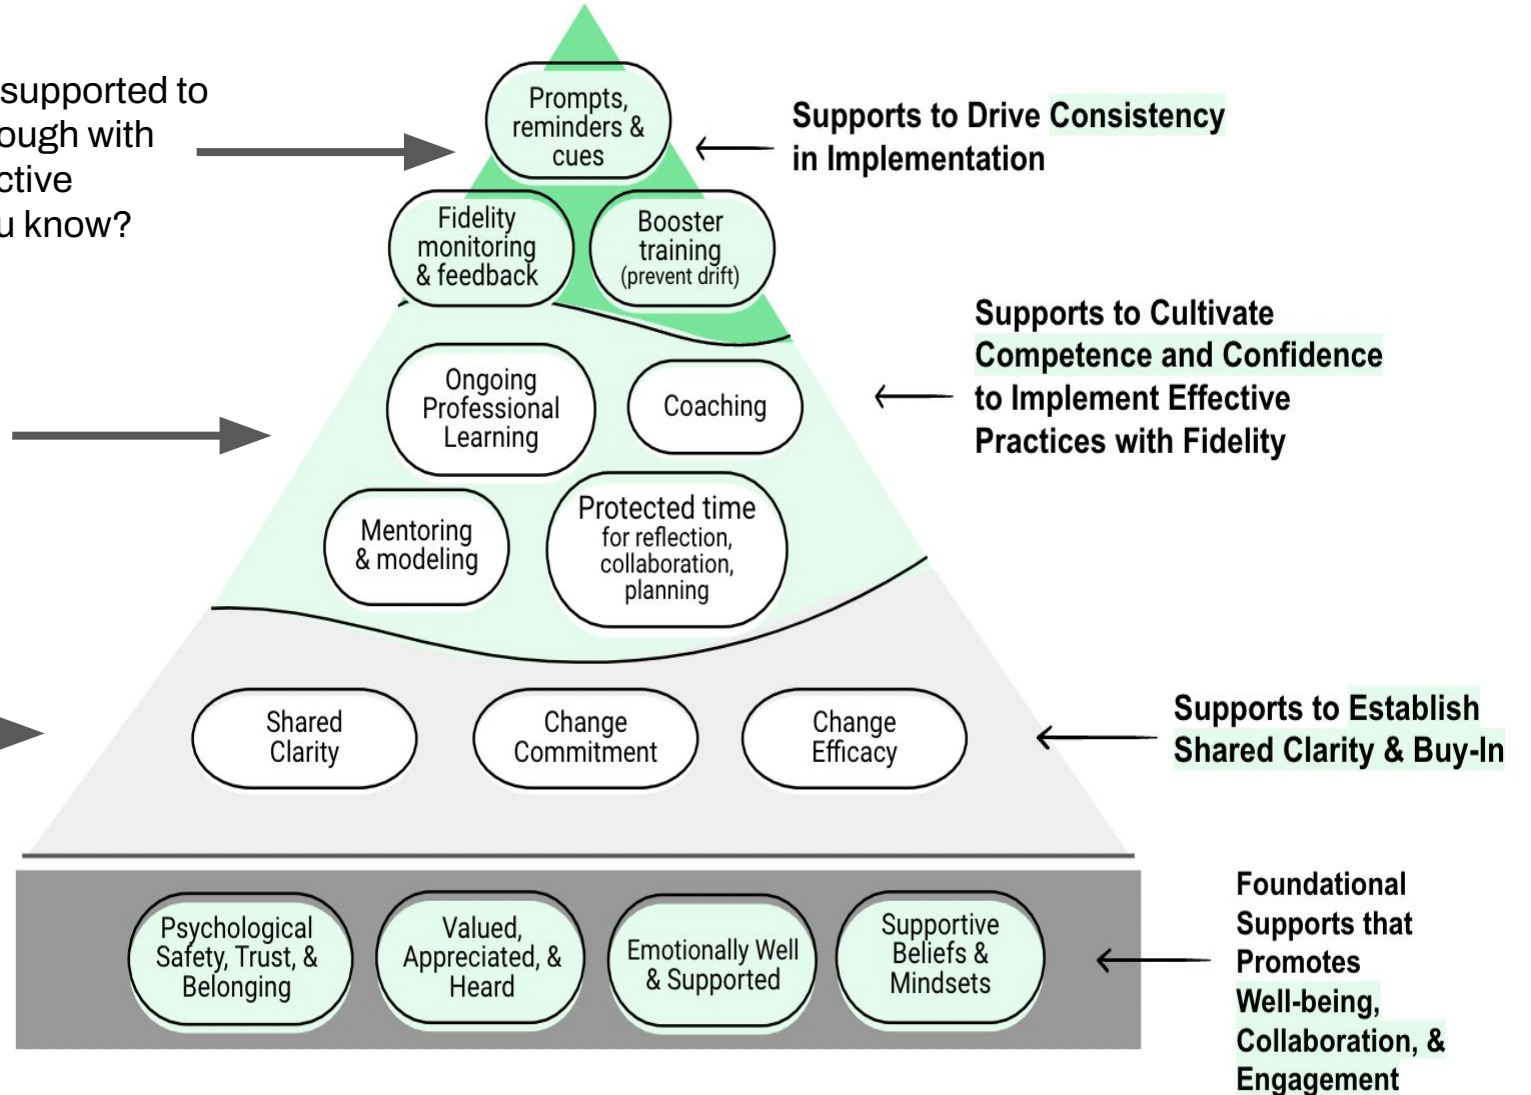 supported to
ough with
ctive
u know?
Prompts,
reminders &
cues
Supports to Drive Consistency
in Implementation
Fidelity
monitoring
& feedback
Booster
training
(prevent drift)
Supports to Cultivate
Competence and Confidence
to Implement Effective
Practices with Fidelity
Ongoing
Professional
Learning
Coaching
Mentoring
& modeling
Protected time
for reflection,
collaboration,
planning
Shared
Clarity
Change
Commitment
Change
Efficacy
Supports to Establish
Shared Clarity & Buy-In
Psychological
Safety, Trust, &
Belonging
Valued,
Appreciated, &
Heard
Emotionally Well
& Supported
Supportive
Beliefs &
Mindsets
Foundational
Supports that
Promotes
Well-being,
Collaboration, &
Engagement